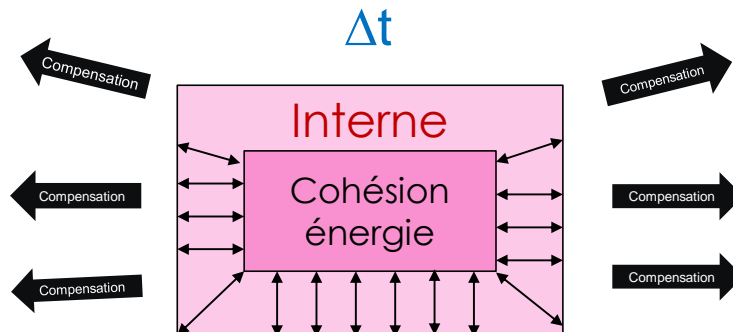 Δt
Compensation
Compensation
Interne
Cohésion
énergie
Compensation
Compensation
Compensation
Compensation